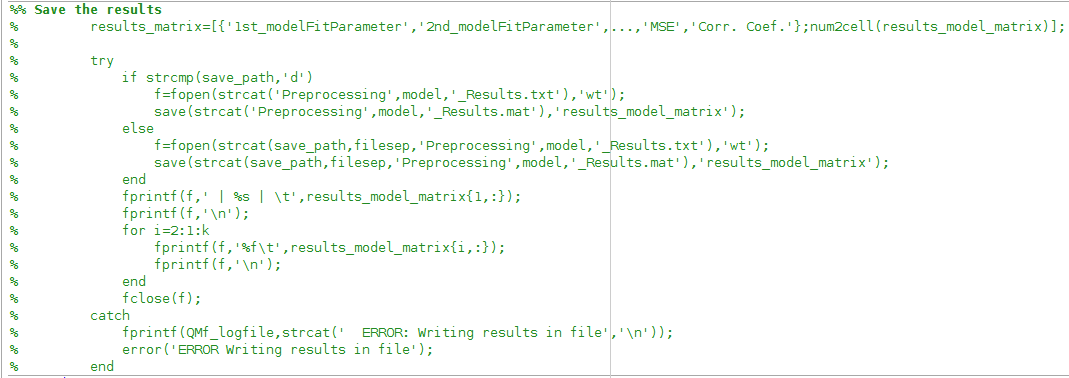 %% Save the results
%         results_matrix=[{'1st_modelFitParameter','2nd_modelFitParameter',...,'MSE','Corr. Coef.'};num2cell(results_model_matrix)];
%
%         try
%             if strcmp(save_path,'d')
%                 f=fopen(strcat('Preprocessing',model,'_Results.txt'),'wt');
%                 save(strcat('Preprocessing',model,'_Results.mat'),'results_model_matrix');
%             else
%                 f=fopen(strcat(save_path,filesep,'Preprocessing',model,'_Results.txt'),'wt');
%                 save(strcat(save_path,filesep,'Preprocessing',model,'_Results.mat'),'results_model_matrix');
%             end
%             fprintf(f,' | %s | \t',results_model_matrix{1,:});
%             fprintf(f,'\n');
%             for i=2:1:k
%                 fprintf(f,'%f\t',results_model_matrix{i,:});
%                 fprintf(f,'\n');
%             end
%             fclose(f);
%         catch
%             fprintf(QMf_logfile,strcat('  ERROR: Writing results in file','\n'));
%             error('ERROR Writing results in file');
%         end